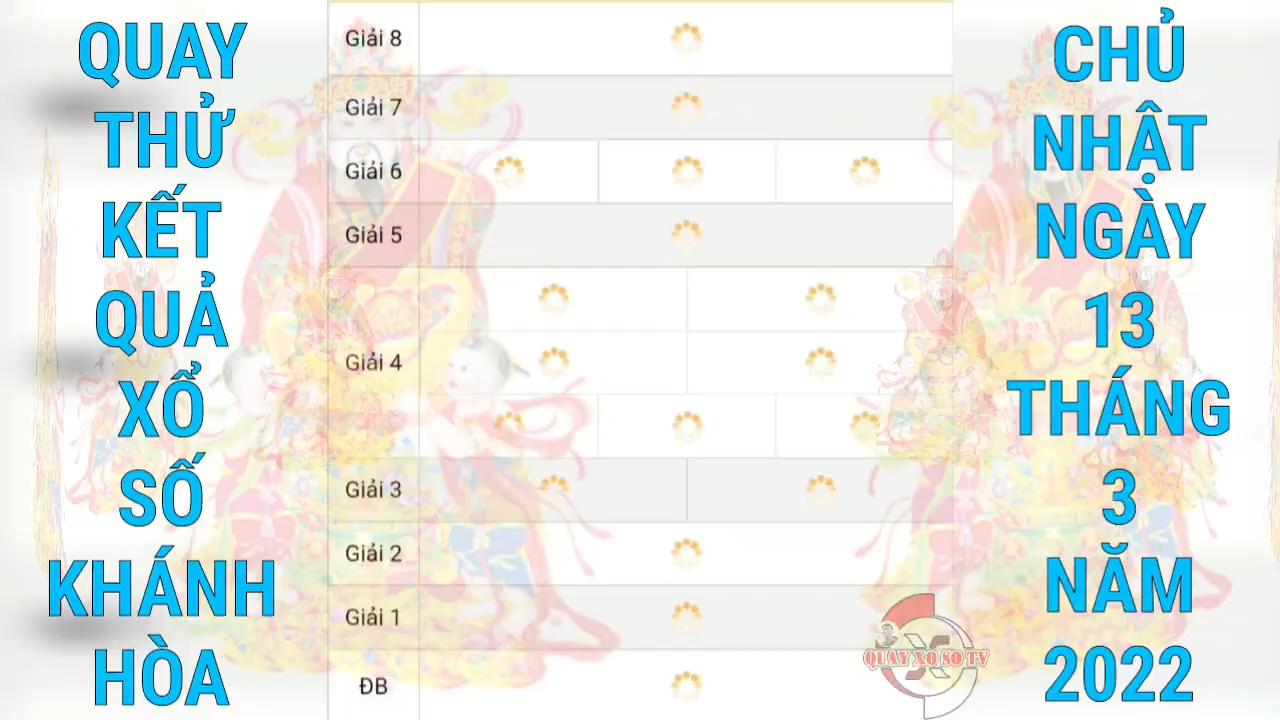 QUAY
THỬ
KẾT
QUẢ
XỔ
SỐ
KHÁNH
HÒA
Giải 8
Giải 7
Giải 6
Giải 5
Giải 4
Giải 3
Giải 2
Giải 1
ĐB
CHỦ
NHẬT
NGÀY
13
THÁNG
3
NĂM
2022
QUAY XO SO TV